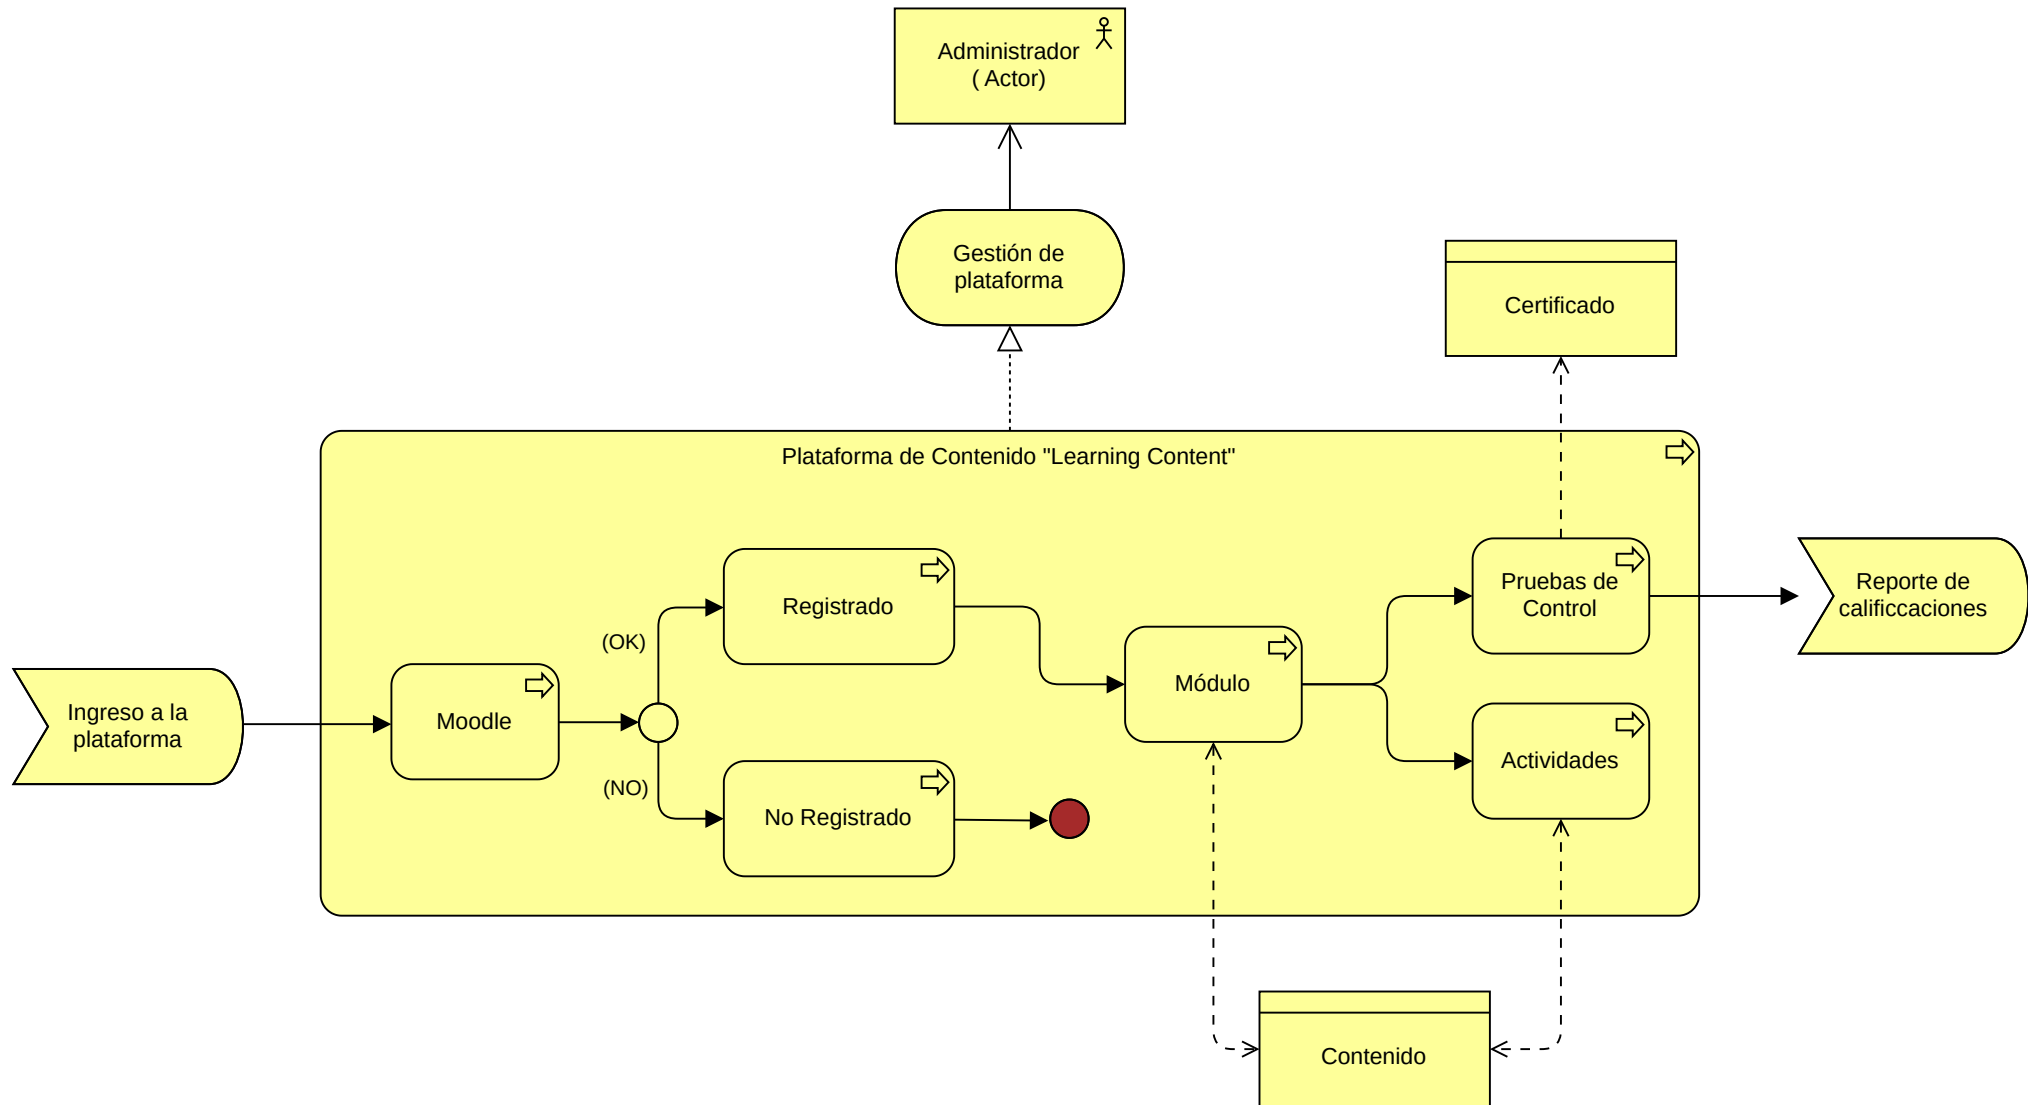 Administrador
( Actor)
Gestión de
plataforma
Certificado
Plataforma de Contenido "Learning Content"
Registrado
Pruebas de
Control
Reporte de
calificcaciones
(OK)
Módulo
Ingreso a la
plataforma
Moodle
Actividades
(NO)
No Registrado
Contenido